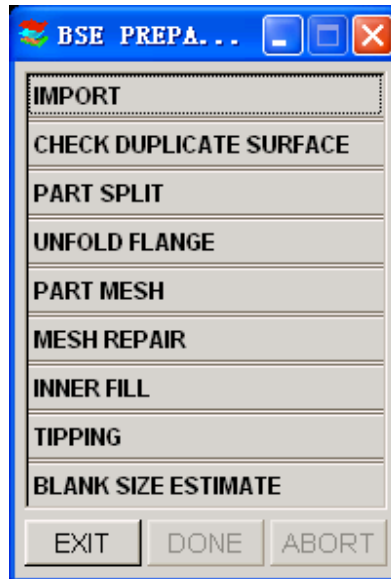 BSE PREPA...
IMPORT
CHECK DUPLICATE SURFACE
PART SPLIT
UNFOLD FLANGE
PART MESH
MESH REPAIR
INNER FILL
TIPPING
BLANK SIZE ESTIMATE
EXIT DONE ABORT